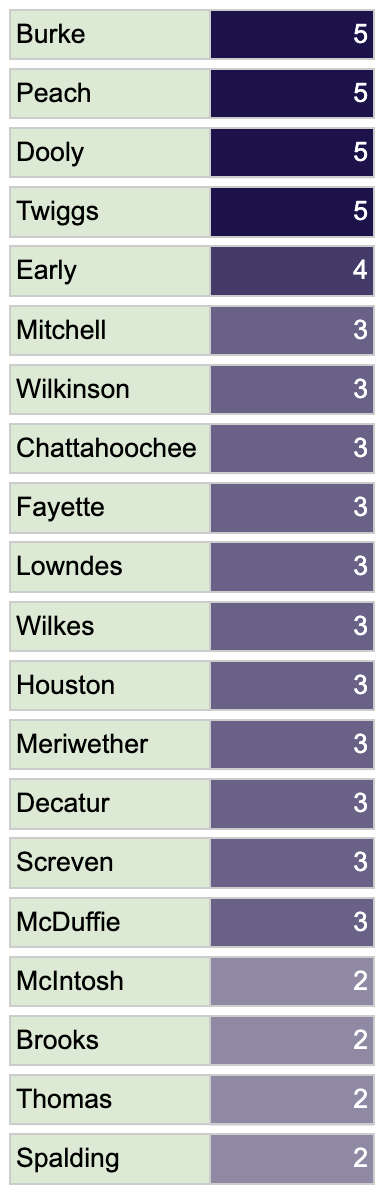 Burke 5
Peach 5
Dooly 5
Twiggs 5
Early 4
Mitchell 3
Wilkinson 3
Chattahoochee 3
Fayette 3
Lowndes 3
Wilkes 3
Houston 3
Meriwether 3
Decatur 3
Screven 3
McDuffie 3
McIntosh 2
Brooks 2
Thomas 2
Spalding 2